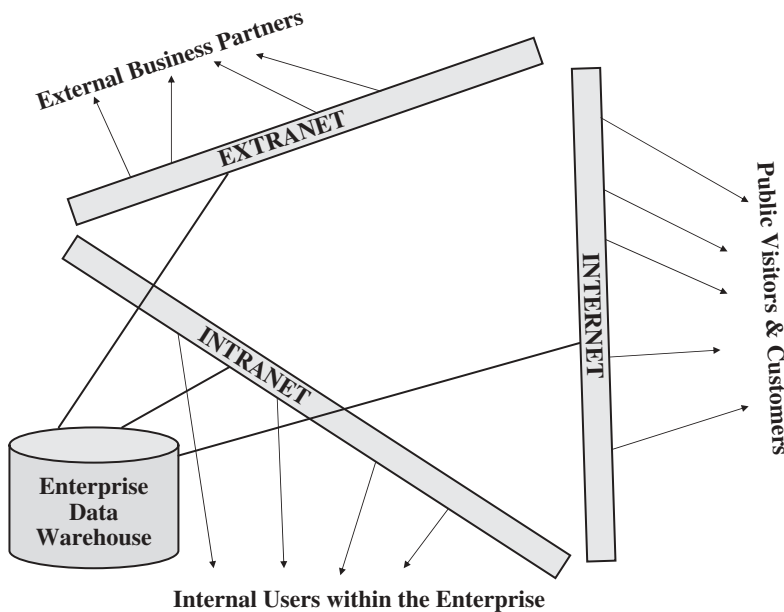 External Business Partners
EXTRANET
INTRANET
INTERNET
Public Visitors & Customers
Enterprise
Data
Warehouse
Internal Users within the Enterprise